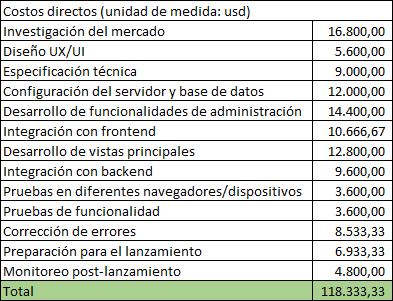 Costos directos (unidad de medida: usd)
Investigación del mercado 16.800,00
Diseño UX/UI 5.600,00
Especificación técnica 9.000,00
Configuración del servidor y base de datos 12.000,00
Desarrollo de funcionalidades de administración 14.400,00
Integración con frontend 10.666,67
Desarrollo de vistas principales 12.800,00
Integración con backend 9.600,00
Pruebas en diferentes navegadores/dispositivos 3.600,00
Pruebas de funcionalidad 3.600,00
Corrección de errores 8.533,33
Preparación para el lanzamiento 6.933,33
Monitoreo post-lanzamiento 4.800,00
Total 118.333,33